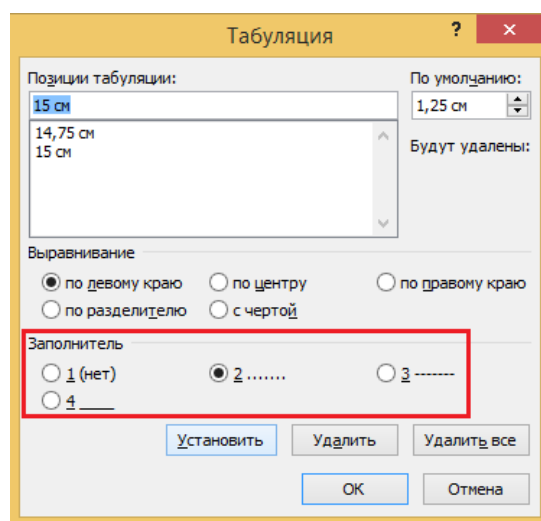 Табуляция ? ×
Позиции табуляции: По умолчанию:
15 см 1,25 см
14,75 см
15 см
Будут удалены:
Выравнивание
по левому краю по центру по правому краю
по разделителю с чертой
Заполнитель
1 (нет) 2 ....... 3 -------
4 ____
Установить Удалить Удалить все
ОК Отмена